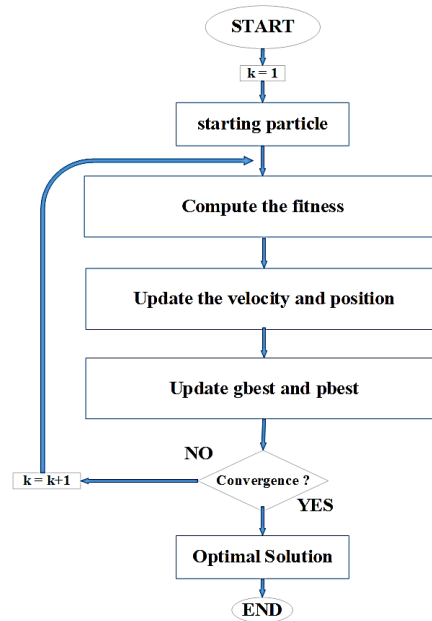 START
k = 1
starting particle
Compute the fitness
Update the velocity and position
Update gbest and pbest
NO
Convergence ?
k = k+1
YES
Optimal Solution
END